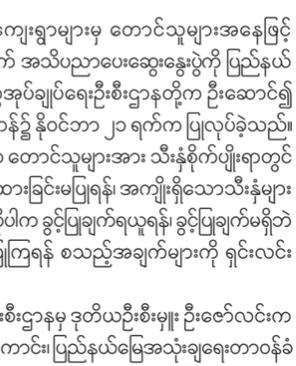 ကျေးရွာများမှ တောင်သူများအနေဖြင့်
အသိပညာပေးဆွေးနွေးပွဲကို ပြည်နယ်
အုပ်ချုပ်ရေးဦးစီးဌာနတို့က ဦးဆောင်၍
နိုဝင်ဘာ ၂၁ ရက်က ပြုလုပ်ခဲ့သည်။
တောင်သူများအား သီးနှံစိုက်ပျိုးရာတွင်
ထားခြင်းမပြုရန်၊ အကျိုးရှိသောသီးနှံများ
ခွင့်ပြုချက်ရယူရန်၊ ခွင့်ပြုချက်မရှိဘဲ
စသည့်အချက်များကို ရှင်းလင်း
ဦးစီးဌာနမှ ဒုတိယဦးစီးမှူး ဦးဇော်လင်းက
ပြည်နယ်မြေအသုံးချရေးတာဝန်ခံ